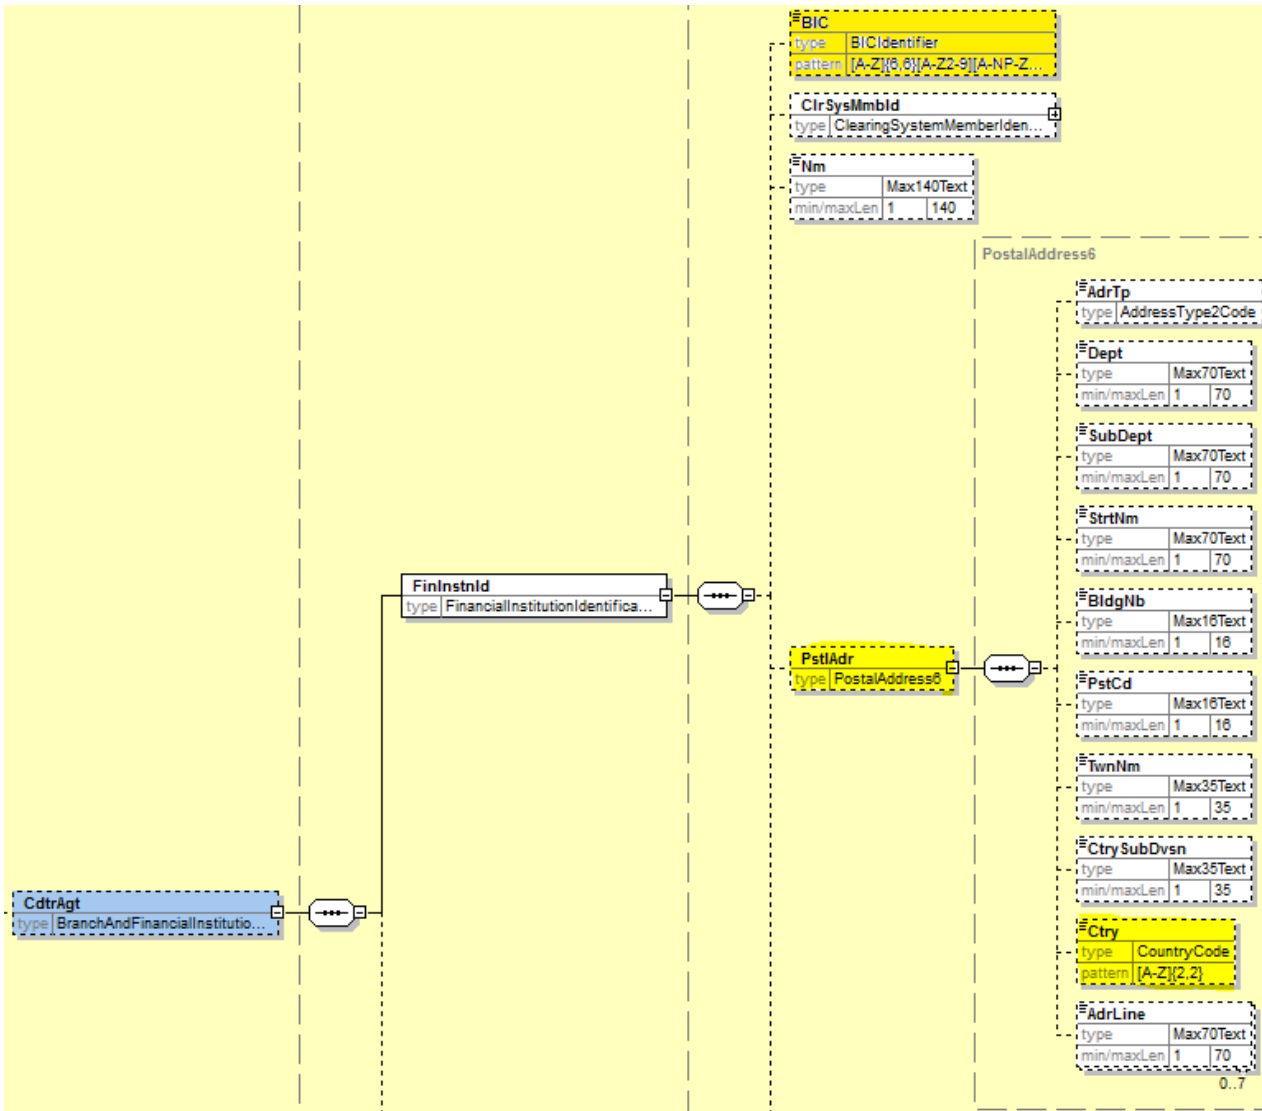 BIC
type BICIdentifier
pattern [A-Z]{6,6}[A-Z2-9][A-NP-Z...
ClrSysMmbId
type ClearingSystemMemberIden...
Nm
type Max140Text
min/maxLen 1 140
PostalAddress6
AdrTp
type AddressType2Code
Dept
type Max70Text
min/maxLen 1 70
SubDept
type Max70Text
min/maxLen 1 70
StrtNm
type Max70Text
min/maxLen 1 70
FinInstnId
type FinancialInstitutionIdentifica...
BldgNb
type Max16Text
min/maxLen 1 16
PstlAdr
type PostalAddress6
PstCd
type Max16Text
min/maxLen 1 16
TwnNm
type Max35Text
min/maxLen 1 35
CtrySubDvsn
type Max35Text
min/maxLen 1 35
CdtrAgt
type BranchAndFinancialInstitutio...
Ctry
type CountryCode
pattern [A-Z]{2,2}
AdrLine
type Max70Text
min/maxLen 1 70
0..7